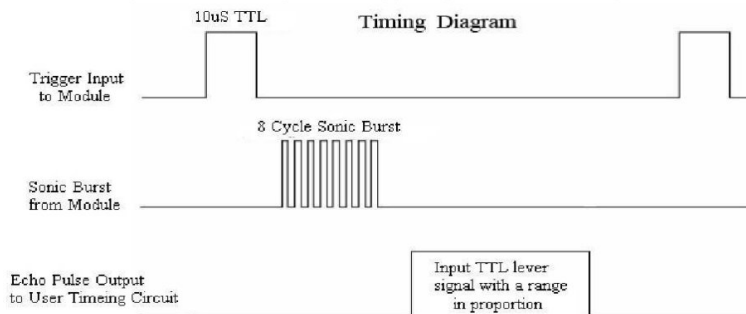 10uS TTL
Timing Diagram
Trigger Input
to Module
8 Cycle Sonic Burst
Sonic Burst
from Module
Echo Pulse Output
to User Timeing Circuit
Input TTL lever
signal with a range
in proportion